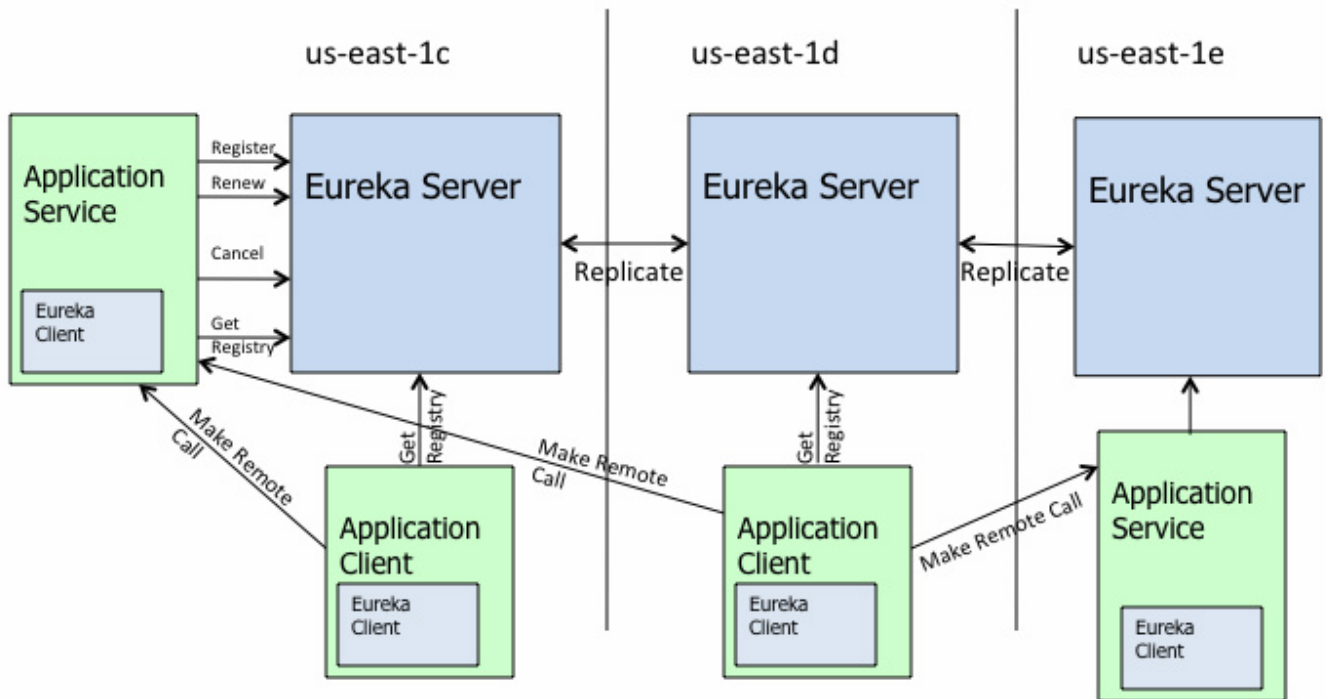 us-east-1c
us-east-1d
us-east-1e
Application
Service
Eureka
Client
Register
Renew
Cancel
Get
Registry
Eureka Server
Replicate
Eureka Server
Replicate
Eureka Server
Make Remote
Call
Get
Registry
Make Remote
Call
Get
Registry
Make Remote Call
Application
Client
Eureka
Client
Application
Client
Eureka
Client
Application
Service
Eureka
Client